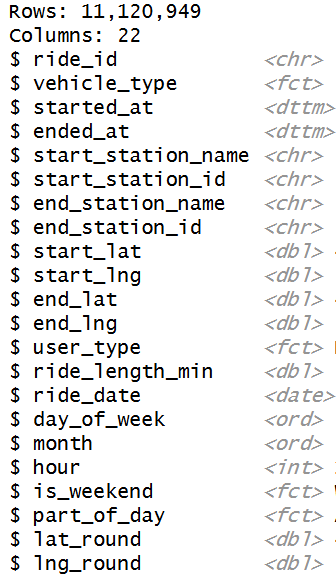 Rows: 11,120,949
Columns: 22
$ ride_id <chr>
$ vehicle_type <fct>
$ started_at <dttm>
$ ended_at <dttm>
$ start_station_name <chr>
$ start_station_id <chr>
$ end_station_name <chr>
$ end_station_id <chr>
$ start_lat <dbl>
$ start_lng <dbl>
$ end_lat <dbl>
$ end_lng <dbl>
$ user_type <fct>
$ ride_length_min <dbl>
$ ride_date <date>
$ day_of_week <ord>
$ month <ord>
$ hour <int>
$ is_weekend <fct>
$ part_of_day <fct>
$ lat_round <dbl>
$ lng_round <dbl>